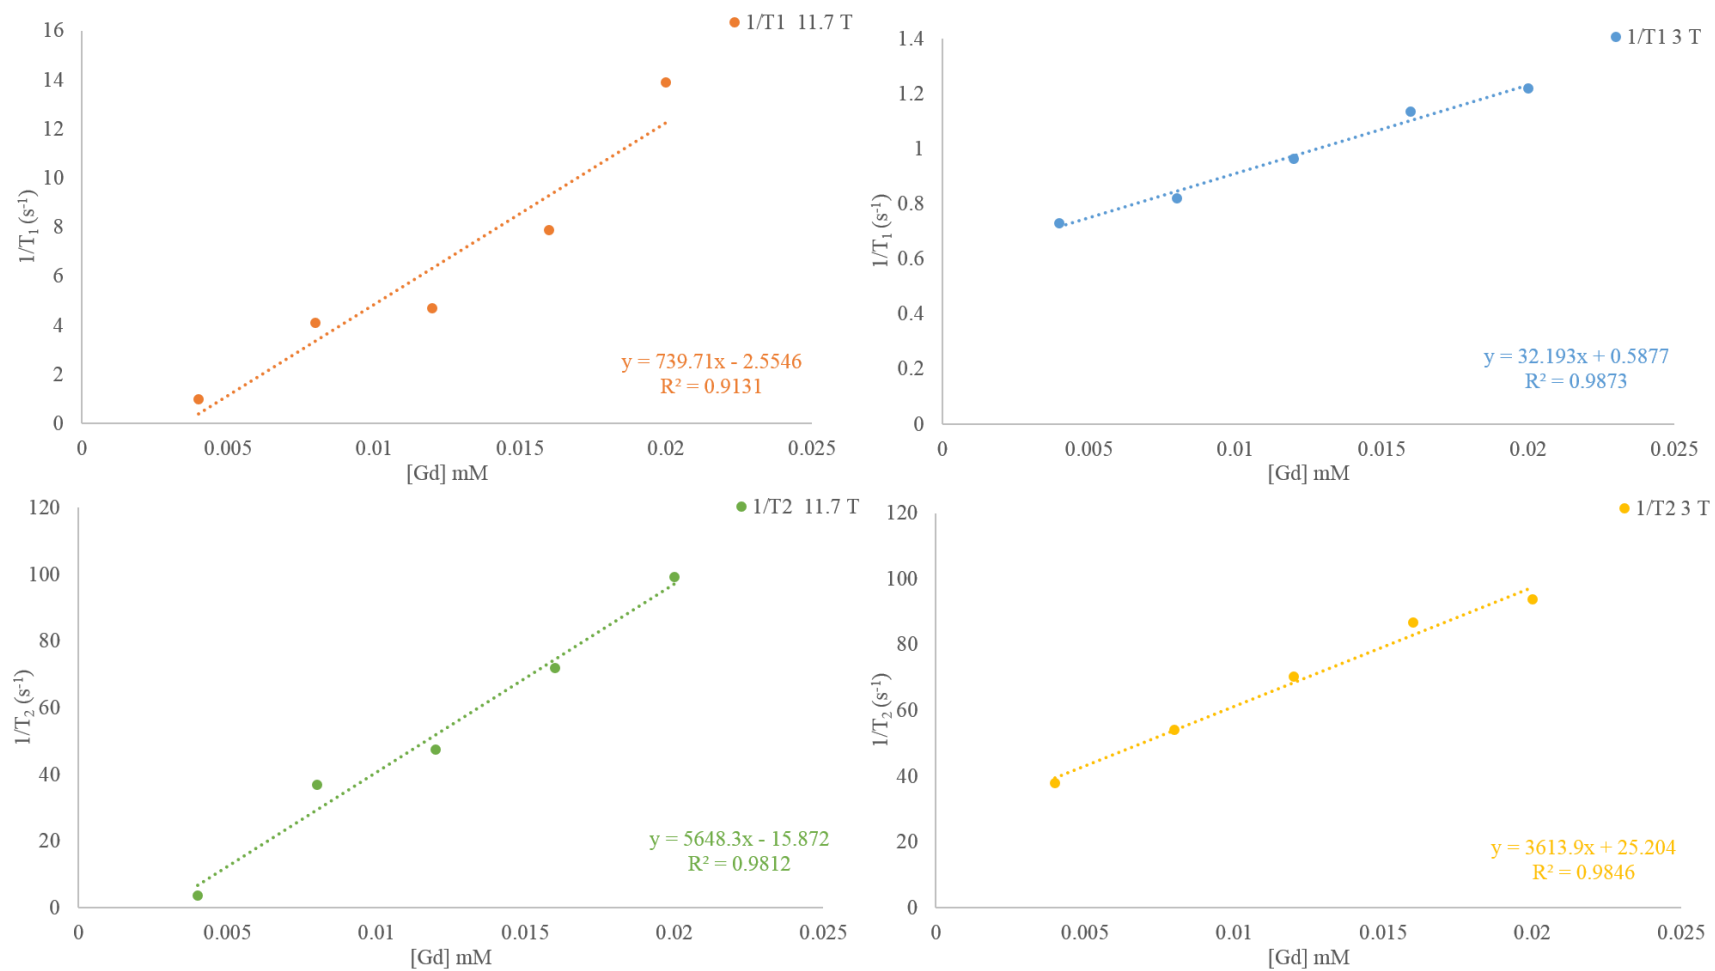 1/T1  11.7 T
16
14
12
10
8
6
4
2
0
1/T₁ (s⁻¹)
y = 739.71x - 2.5546
R² = 0.9131
0
0.005
0.01
0.015
0.02
0.025
[Gd] mM
1/T1 3 T
1.4
1.2
1
0.8
0.6
0.4
0.2
0
1/T₁ (s⁻¹)
y = 32.193x + 0.5877
R² = 0.9873
0
0.005
0.01
0.015
0.02
0.025
[Gd] mM
1/T2  11.7 T
120
100
80
60
40
20
0
1/T₂ (s⁻¹)
y = 5648.3x - 15.872
R² = 0.9812
0
0.005
0.01
0.015
0.02
0.025
[Gd] mM
1/T2 3 T
120
100
80
60
40
20
0
1/T₂ (s⁻¹)
y = 3613.9x + 25.204
R² = 0.9846
0
0.005
0.01
0.015
0.02
0.025
[Gd] mM